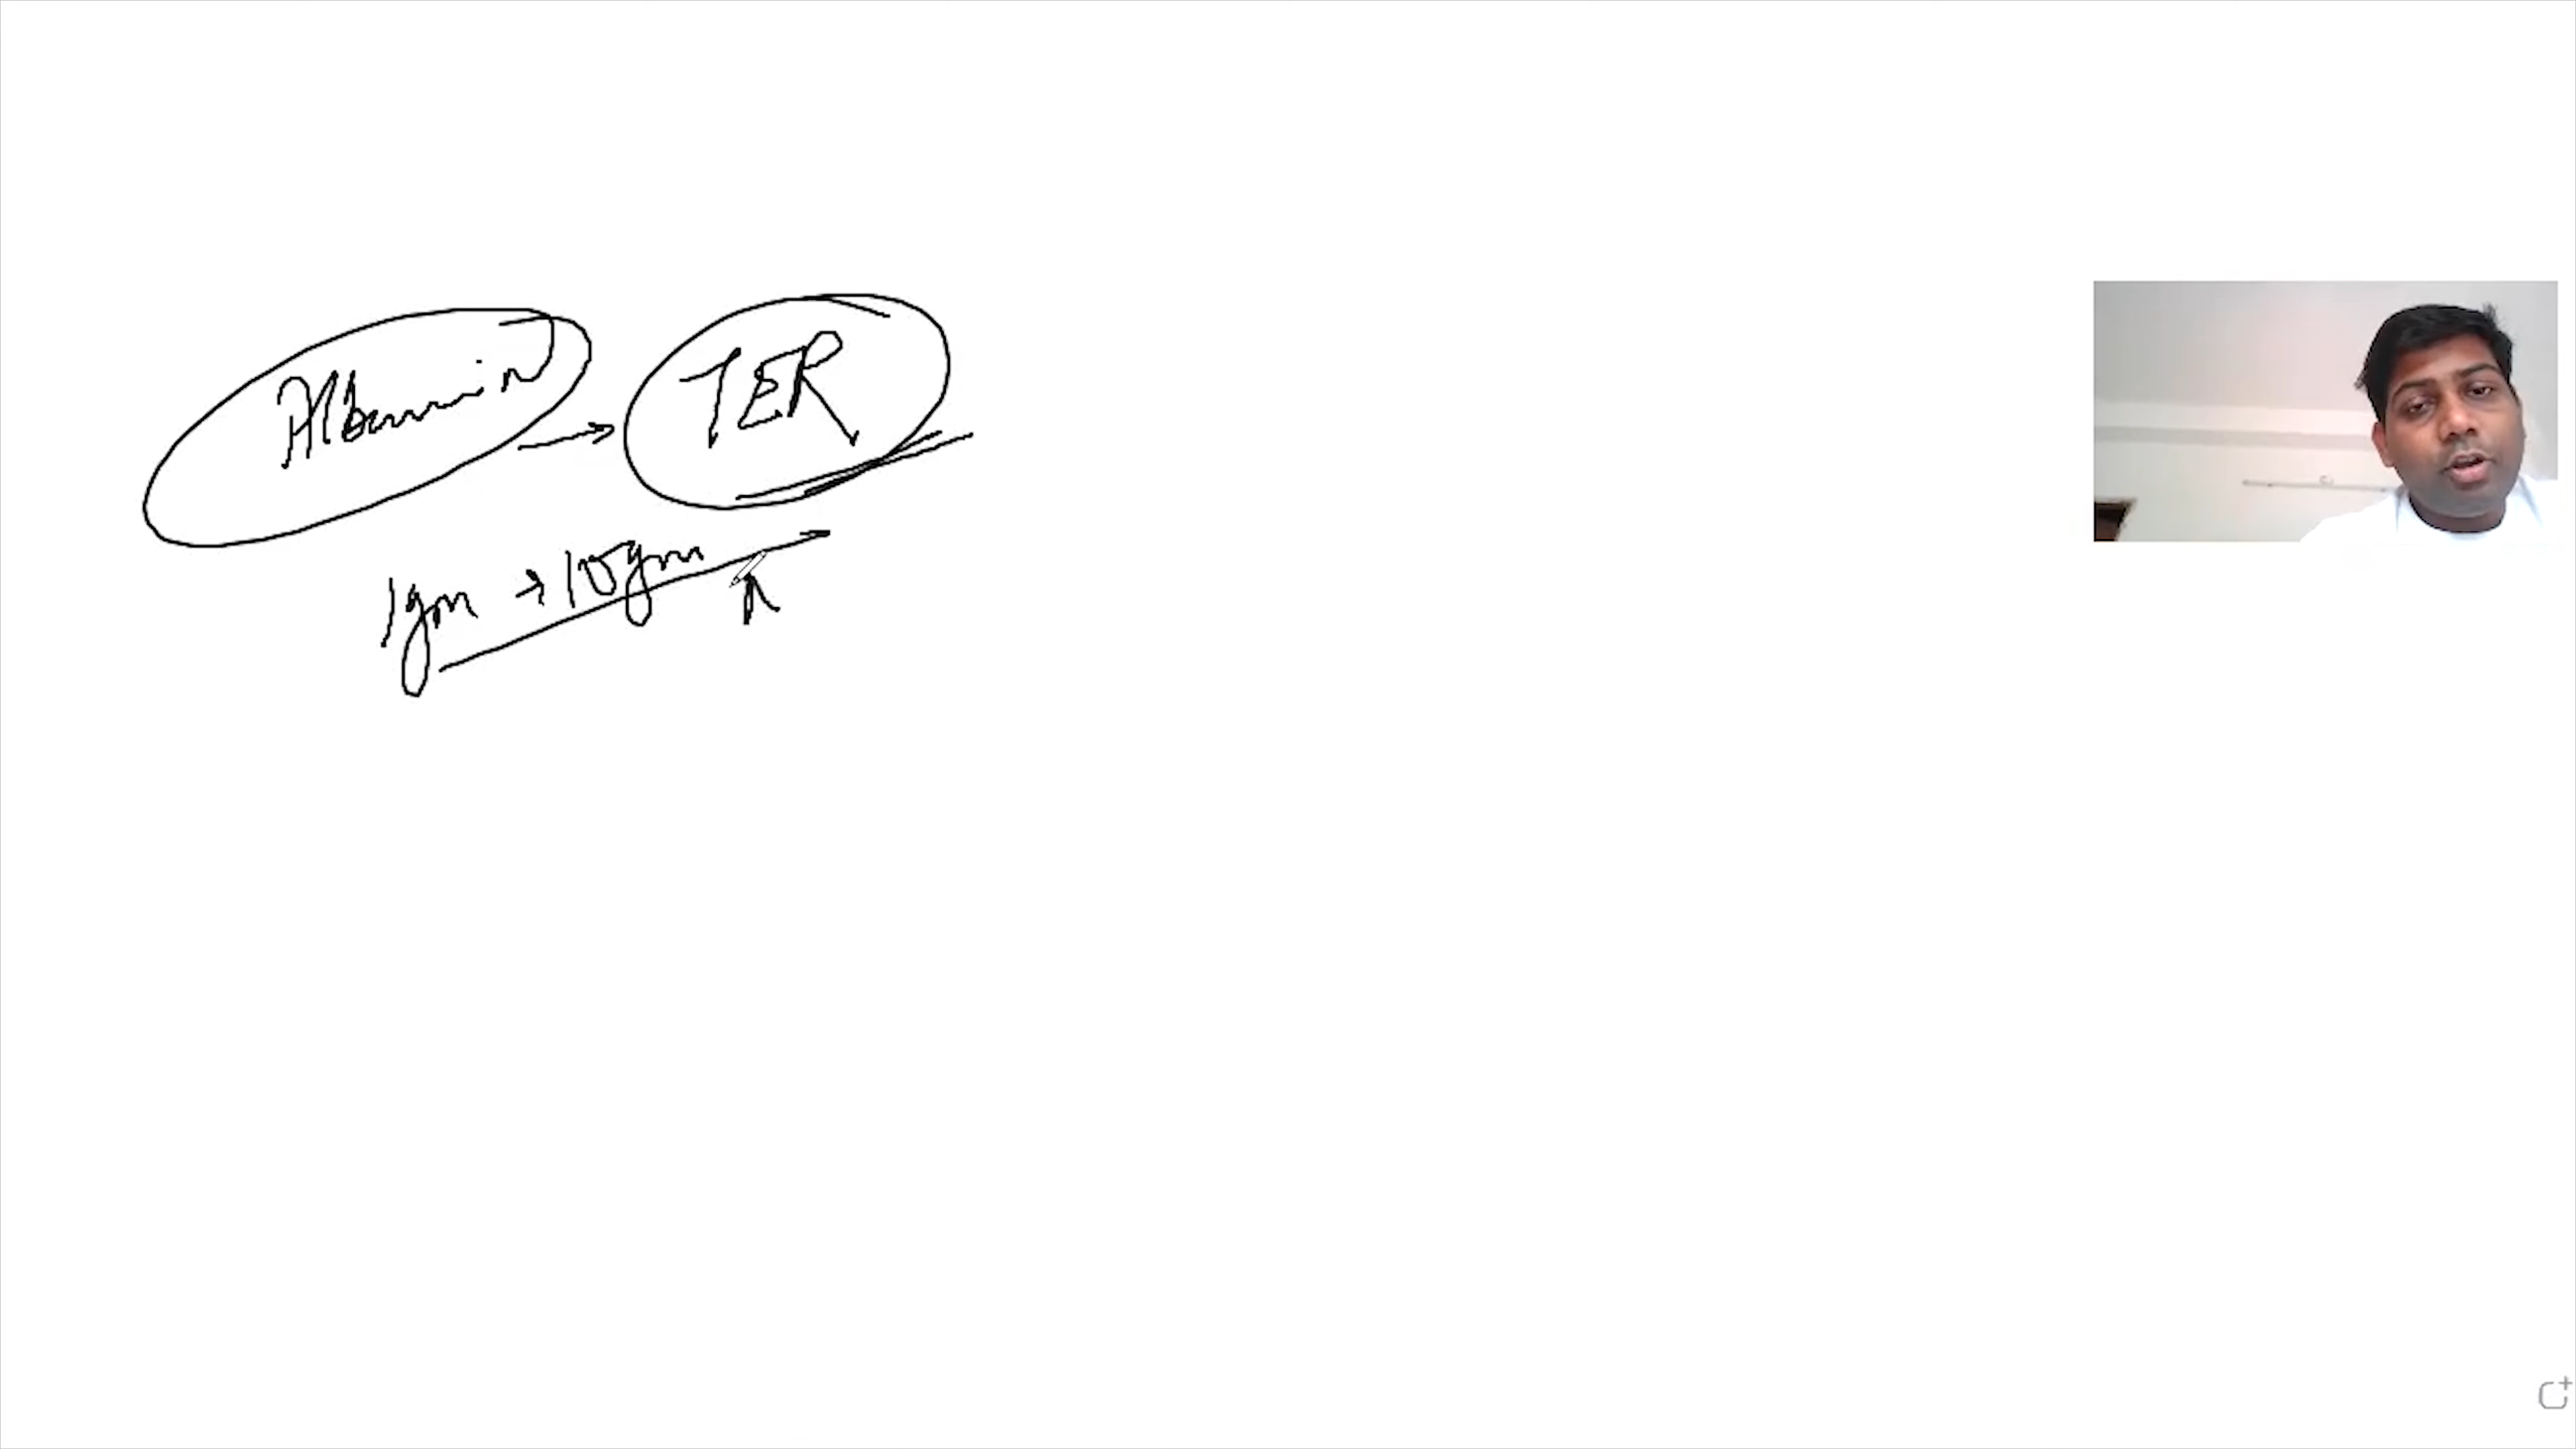 Albumin → TER
1gm → 10gm